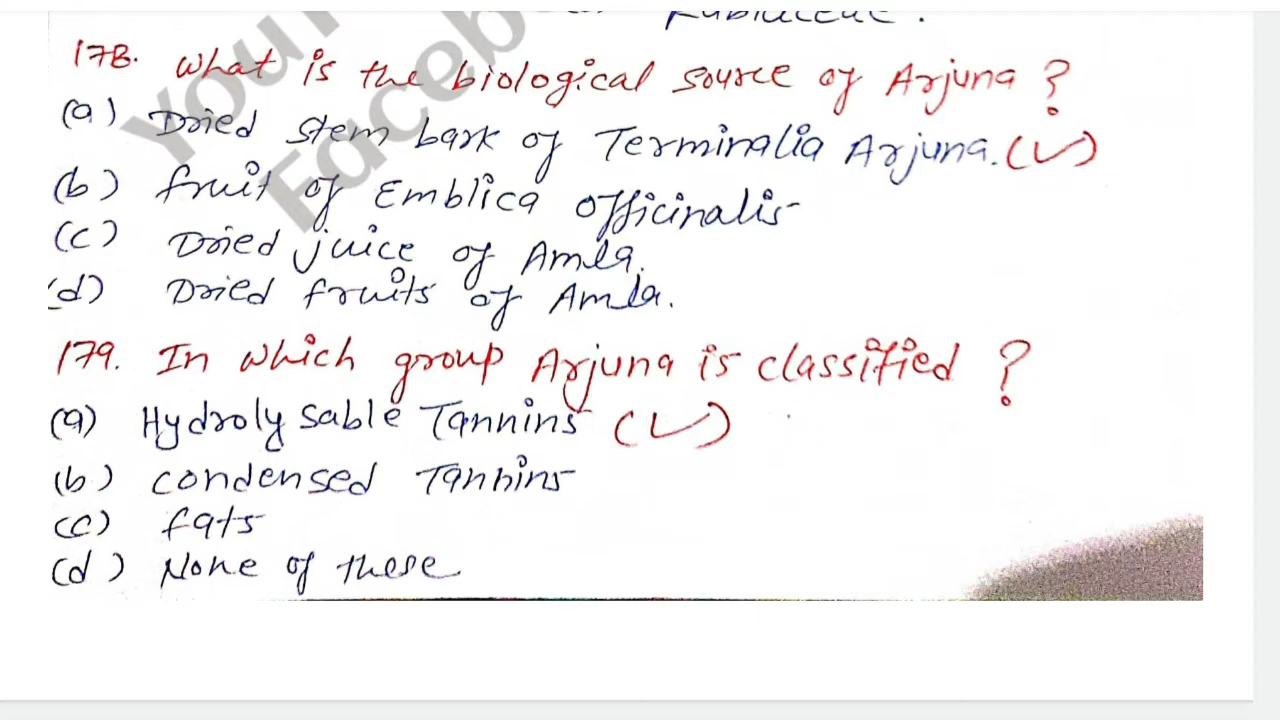 178. What is the biological source of Arjuna ?
(a) Dried stem bark of Terminalia Arjuna. (✓)
(b) fruit of Emblica officinalis
(c) Dried juice of Amla.
(d) Dried fruits of Amla.
179. In which group Arjuna is classified ?
(a) Hydrolysable Tannins (✓)
(b) condensed Tannins
(c) fats
(d) None of these